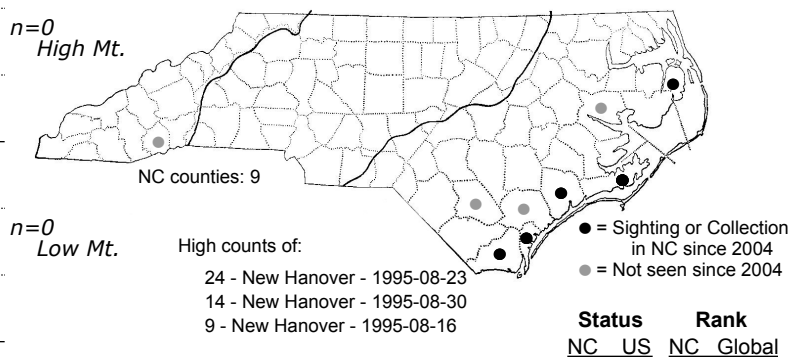 n=0
High Mt.
NC counties: 9
n=0
Low Mt.
High counts of:
24 - New Hanover - 1995-08-23
14 - New Hanover - 1995-08-30
9 - New Hanover - 1995-08-16
= Sighting or Collection
in NC since 2004
= Not seen since 2004
Status Rank
NC US NC Global